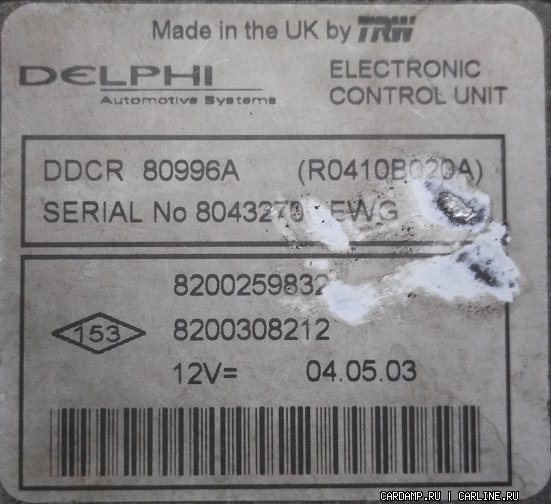 Made in the UK by TRW
DELPHI
Automotive Systems
ELECTRONIC
CONTROL UNIT
DDCR 80996A (R0410B020A)
SERIAL No
8200259832
153
8200308212
12V= 04.05.03
CARDAMP.RU | CARLINE.RU